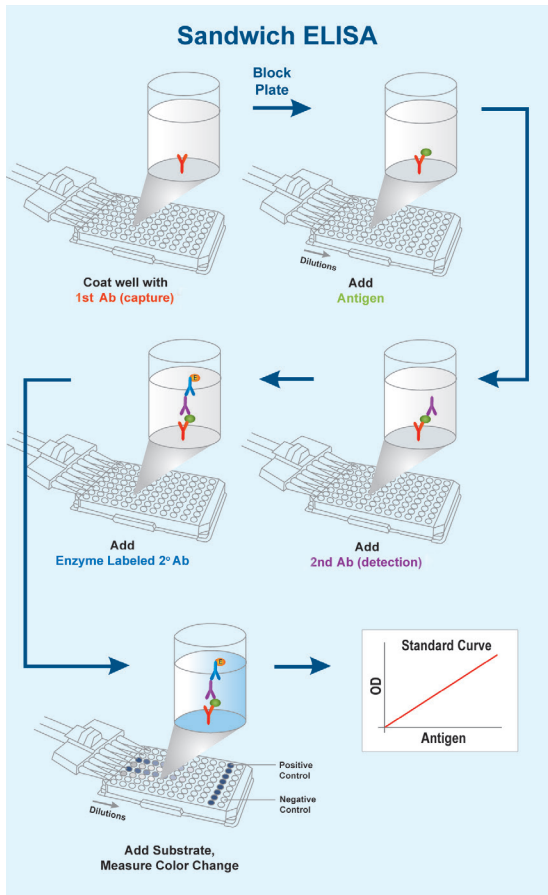 Sandwich ELISA
Block
Plate
Dilutions
Coat well with
1st Ab (capture)
Add
Antigen
E
Add
Enzyme Labeled 2º Ab
Add
2nd Ab (detection)
E
Positive
Control
Negative
Control
Dilutions
Add Substrate,
Measure Color Change
Standard Curve
OD
Antigen